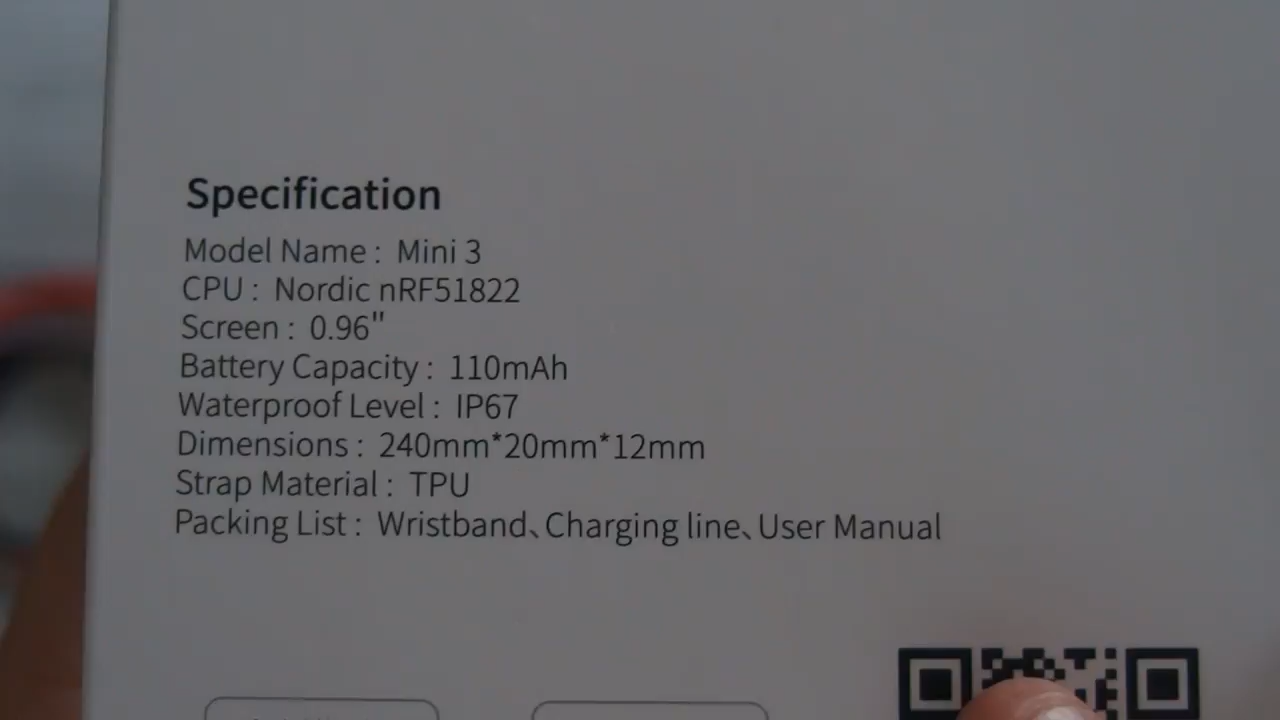 Specification
Model Name : Mini 3
CPU : Nordic nRF51822
Screen : 0.96"
Battery Capacity : 110mAh
Waterproof Level : IP67
Dimensions : 240mm*20mm*12mm
Strap Material : TPU
Packing List : Wristband、Charging line、User Manual